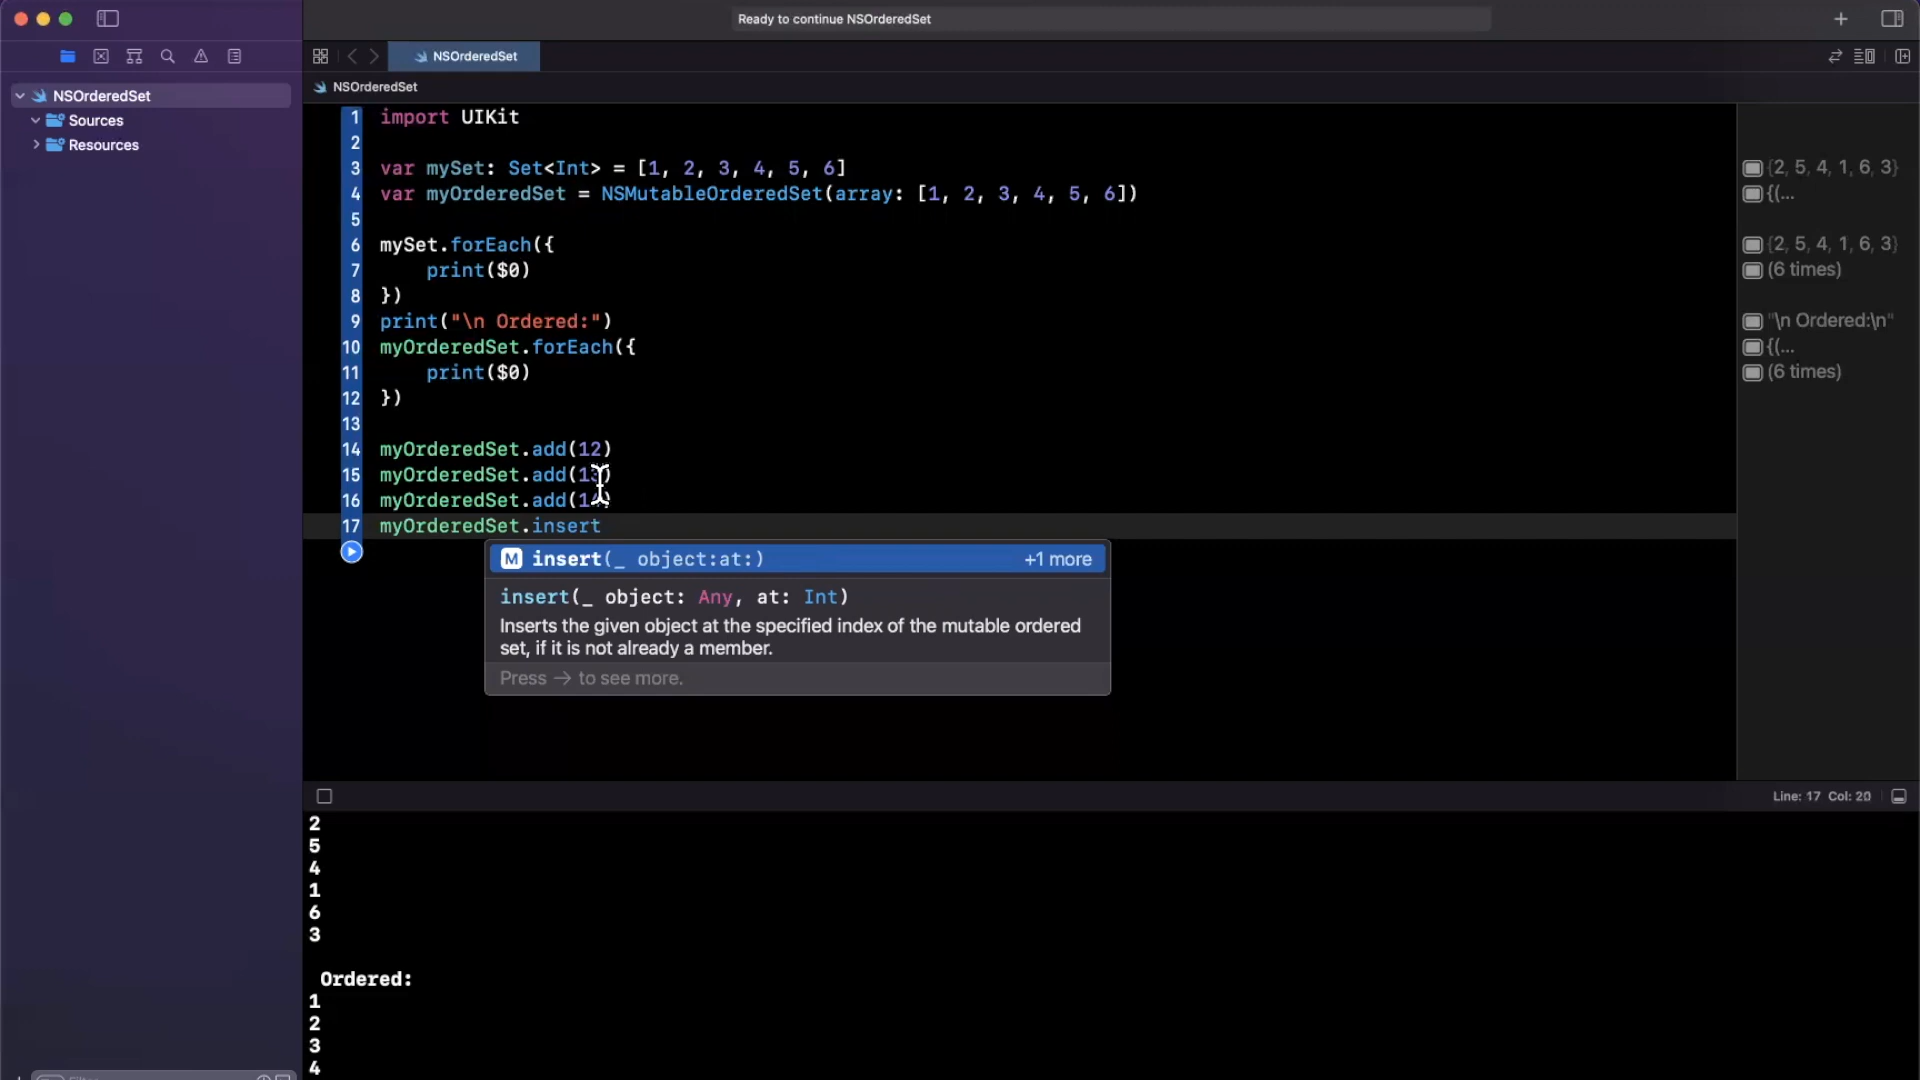 Ready to continue NSOrderedSet
NSOrderedSet
NSOrderedSet
NSOrderedSet
Sources
Resources
1 import UIKit
2
3 var mySet: Set<Int> = [1, 2, 3, 4, 5, 6]
4 var myOrderedSet = NSMutableOrderedSet(array: [1, 2, 3, 4, 5, 6])
5
6 mySet.forEach({
7     print($0)
8 })
9 print("\n Ordered:")
10 myOrderedSet.forEach({
11     print($0)
12 })
13
14 myOrderedSet.add(12)
15 myOrderedSet.add(13)
16 myOrderedSet.add(14)
17 myOrderedSet.insert
M insert(_ object:at:) +1 more
insert(_ object: Any, at: Int)
Inserts the given object at the specified index of the mutable ordered
set, if it is not already a member.
Press → to see more.
{2, 5, 4, 1, 6, 3}
{(...
{2, 5, 4, 1, 6, 3}
(6 times)
"\n Ordered:\n"
{(...
(6 times)
Line: 17 Col: 20
2
5
4
1
6
3
Ordered:
1
2
3
4